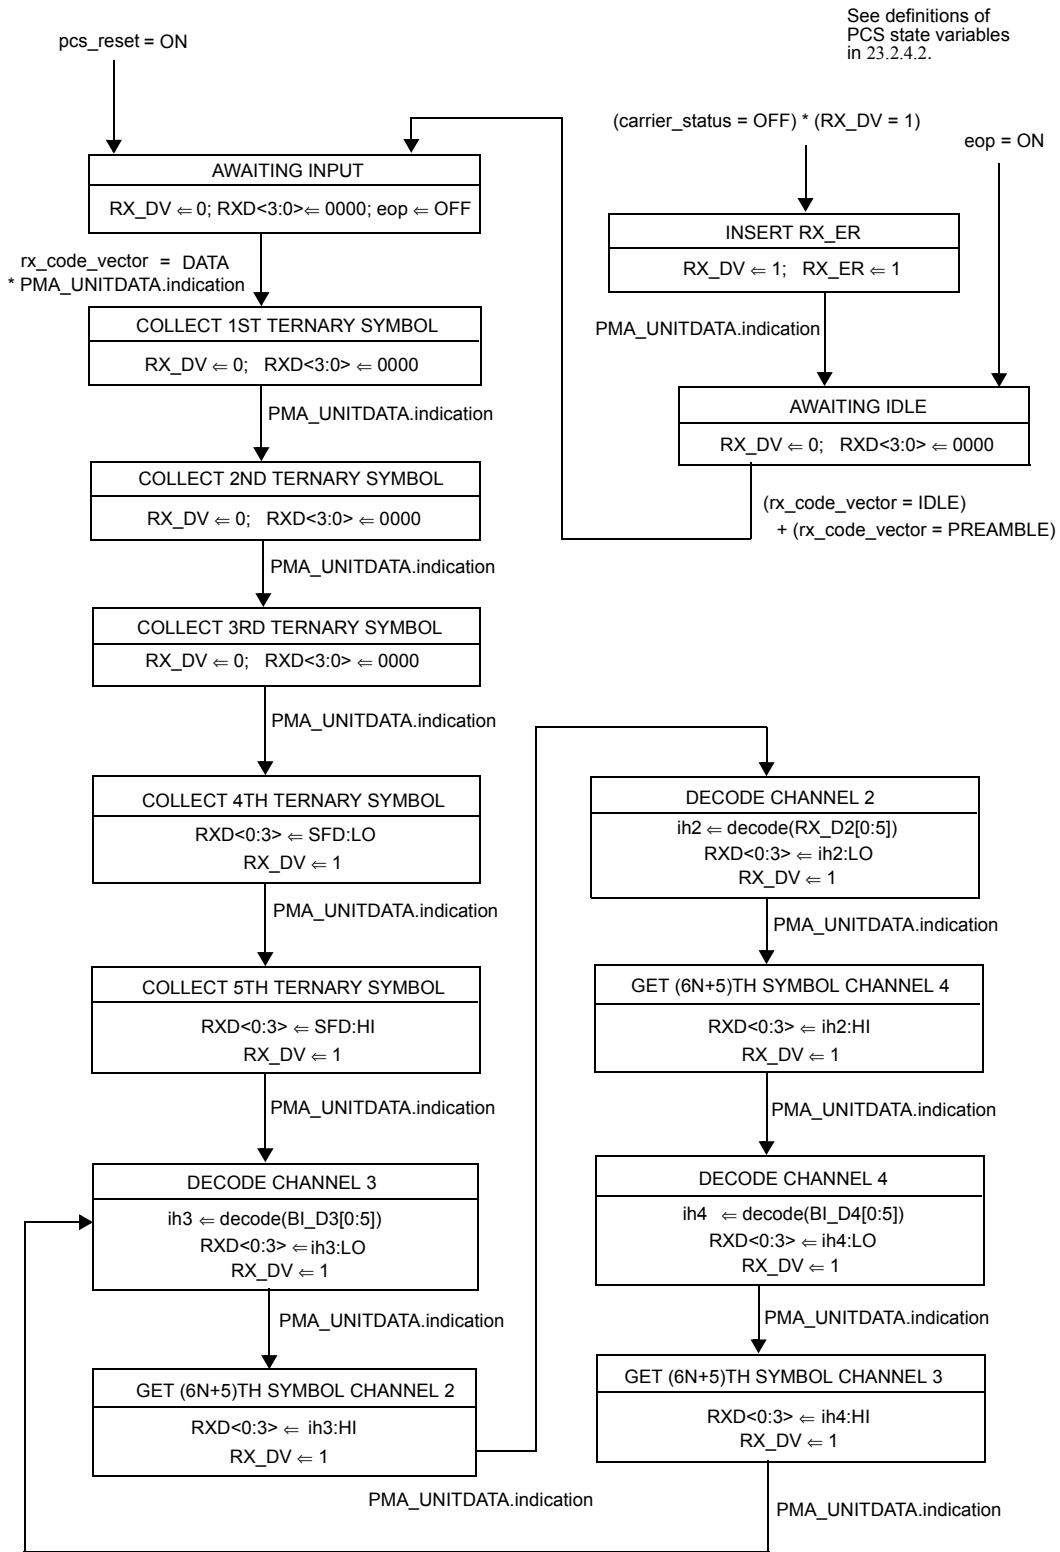 See definitions of
PCS state variables
in 23.2.4.2.
pcs_reset = ON
(carrier_status = OFF) * (RX_DV = 1)
eop = ON
AWAITING INPUT
RX_DV ⇐ 0; RXD<3:0>⇐ 0000; eop ⇐ OFF
INSERT RX_ER
RX_DV ⇐ 1; RX_ER ⇐ 1
rx_code_vector = DATA
* PMA_UNITDATA.indication
PMA_UNITDATA.indication
COLLECT 1ST TERNARY SYMBOL
RX_DV ⇐ 0; RXD<3:0> ⇐ 0000
AWAITING IDLE
RX_DV ⇐ 0; RXD<3:0> ⇐ 0000
PMA_UNITDATA.indication
(rx_code_vector = IDLE)
+ (rx_code_vector = PREAMBLE)
COLLECT 2ND TERNARY SYMBOL
RX_DV ⇐ 0; RXD<3:0> ⇐ 0000
PMA_UNITDATA.indication
COLLECT 3RD TERNARY SYMBOL
RX_DV ⇐ 0; RXD<3:0> ⇐ 0000
PMA_UNITDATA.indication
COLLECT 4TH TERNARY SYMBOL
RXD<0:3> ⇐ SFD:LO
RX_DV ⇐ 1
PMA_UNITDATA.indication
COLLECT 5TH TERNARY SYMBOL
RXD<0:3> ⇐ SFD:HI
RX_DV ⇐ 1
PMA_UNITDATA.indication
DECODE CHANNEL 3
ih3 ⇐ decode(BI_D3[0:5])
RXD<0:3> ⇐ ih3:LO
RX_DV ⇐ 1
PMA_UNITDATA.indication
GET (6N+5)TH SYMBOL CHANNEL 2
RXD<0:3> ⇐ ih3:HI
RX_DV ⇐ 1
PMA_UNITDATA.indication
DECODE CHANNEL 2
ih2 ⇐ decode(RX_D2[0:5])
RXD<0:3> ⇐ ih2:LO
RX_DV ⇐ 1
PMA_UNITDATA.indication
GET (6N+5)TH SYMBOL CHANNEL 4
RXD<0:3> ⇐ ih2:HI
RX_DV ⇐ 1
PMA_UNITDATA.indication
DECODE CHANNEL 4
ih4 ⇐ decode(BI_D4[0:5])
RXD<0:3> ⇐ ih4:LO
RX_DV ⇐ 1
PMA_UNITDATA.indication
GET (6N+5)TH SYMBOL CHANNEL 3
RXD<0:3> ⇐ ih4:HI
RX_DV ⇐ 1
PMA_UNITDATA.indication